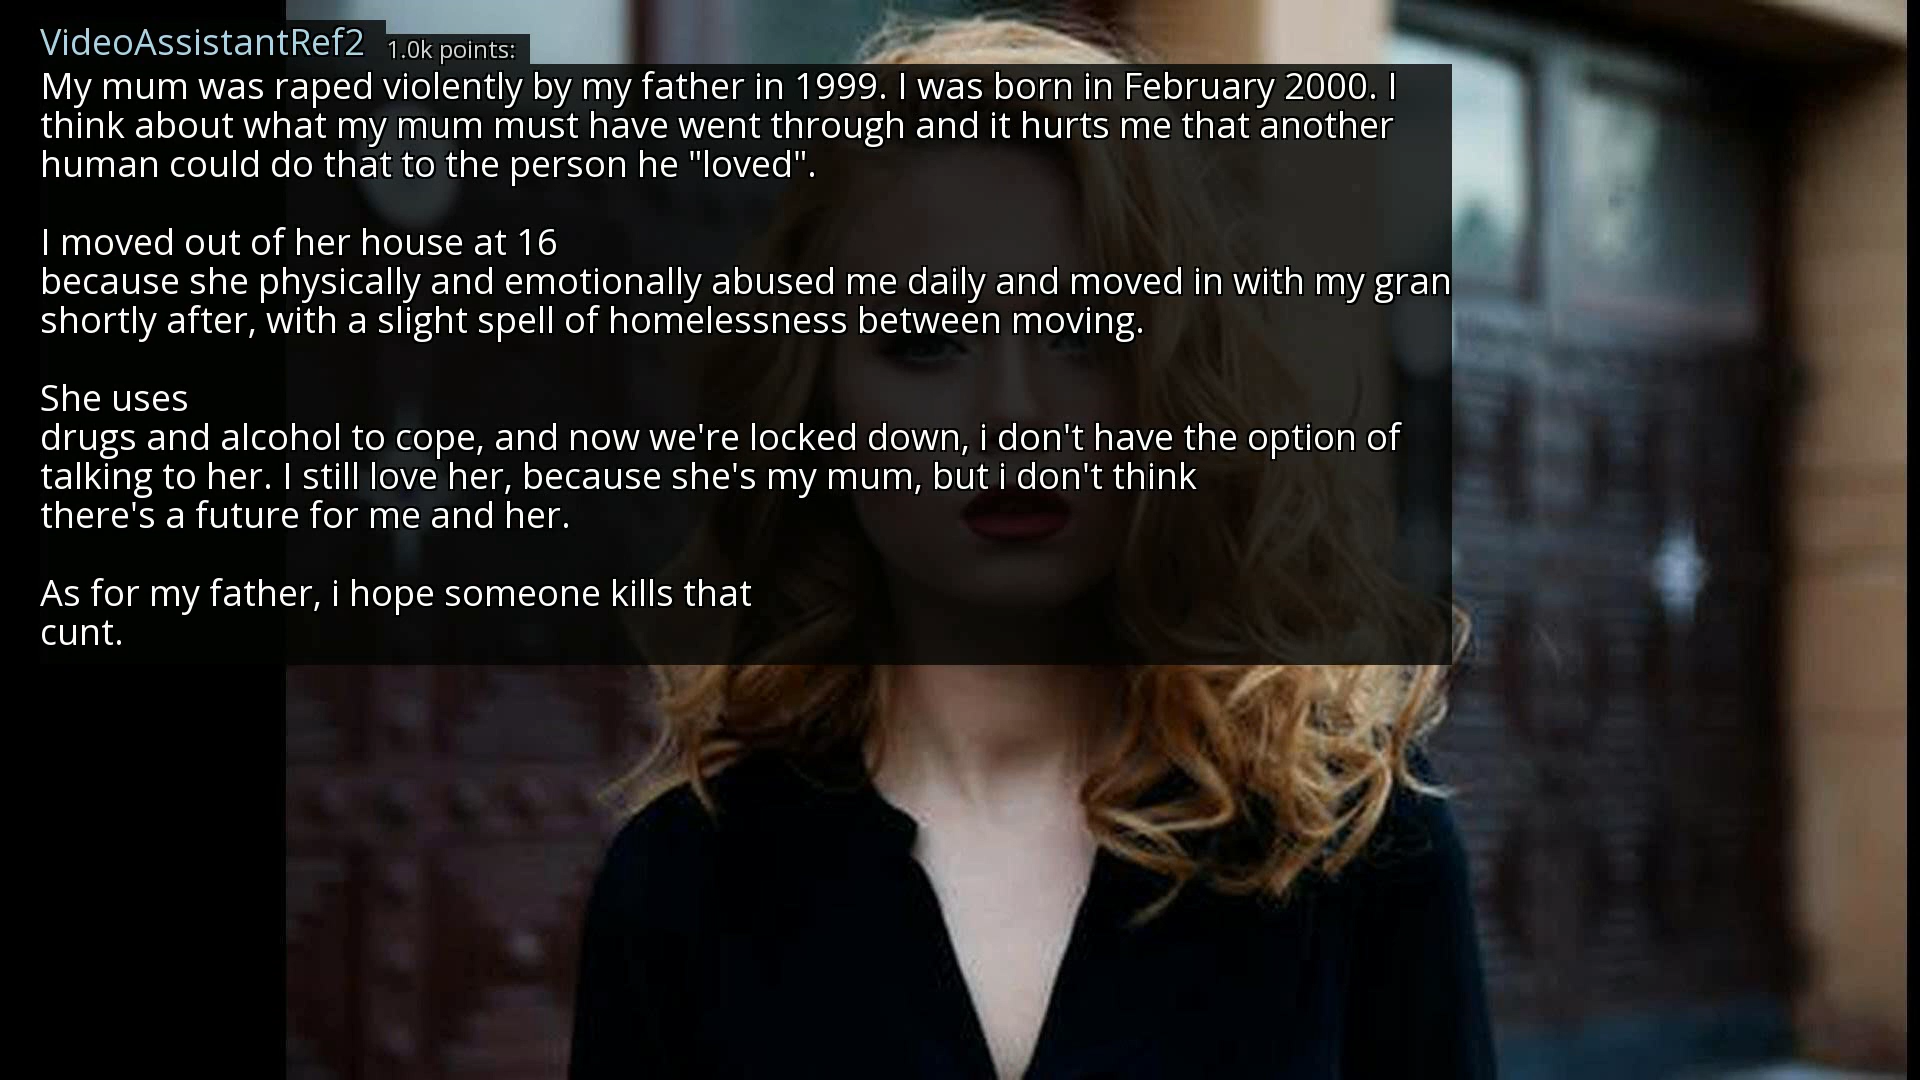 VideoAssistantRef2 1.0k points:
My mum was raped violently by my father in 1999. I was born in February 2000. I
think about what my mum must have went through and it hurts me that another
human could do that to the person he "loved".
I moved out of her house at 16
because she physically and emotionally abused me daily and moved in with my gran
shortly after, with a slight spell of homelessness between moving.
She uses
drugs and alcohol to cope, and now we're locked down, i don't have the option of
talking to her. I still love her, because she's my mum, but i don't think
there's a future for me and her.
As for my father, i hope someone kills that
cunt.